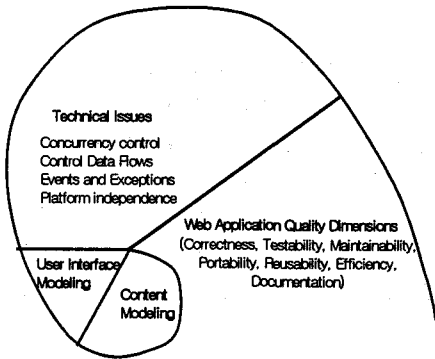 Technical Issues
Concurrency control
Control Data Flows
Events and Exceptions
Platform independence
Web Application Quality Dimensions
(Correctness, Testability, Maintainability,
Portability, Reusability, Efficiency,
Documentation)
User Interface
Modeling
Content
Modeling